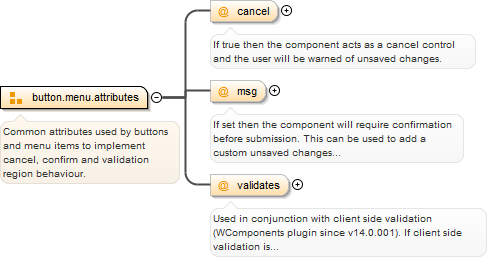 @ cancel
If true then the component acts as a cancel control
and the user will be warned of unsaved changes.
button.menu.attributes
Common attributes used by buttons
and menu items to implement
cancel, confirm and validation
region behaviour.
@ msg
If set then the component will require confirmation
before submission. This can be used to add a
custom unsaved changes...
@ validates
Used in conjunction with client side validation
(WComponents plugin since v14.0.001). If client side
validation is...